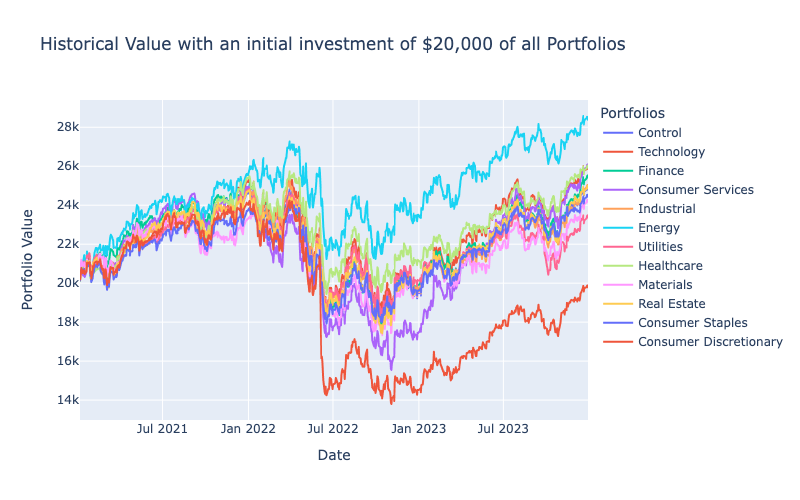 Historical Value with an initial investment of $20,000 of all Portfolios
Portfolios
Control
Technology
Finance
Consumer Services
Industrial
Energy
Utilities
Healthcare
Materials
Real Estate
Consumer Staples
Consumer Discretionary
28k
26k
24k
22k
20k
18k
16k
14k
Portfolio Value
Jul 2021
Jan 2022
Jul 2022
Jan 2023
Jul 2023
Date